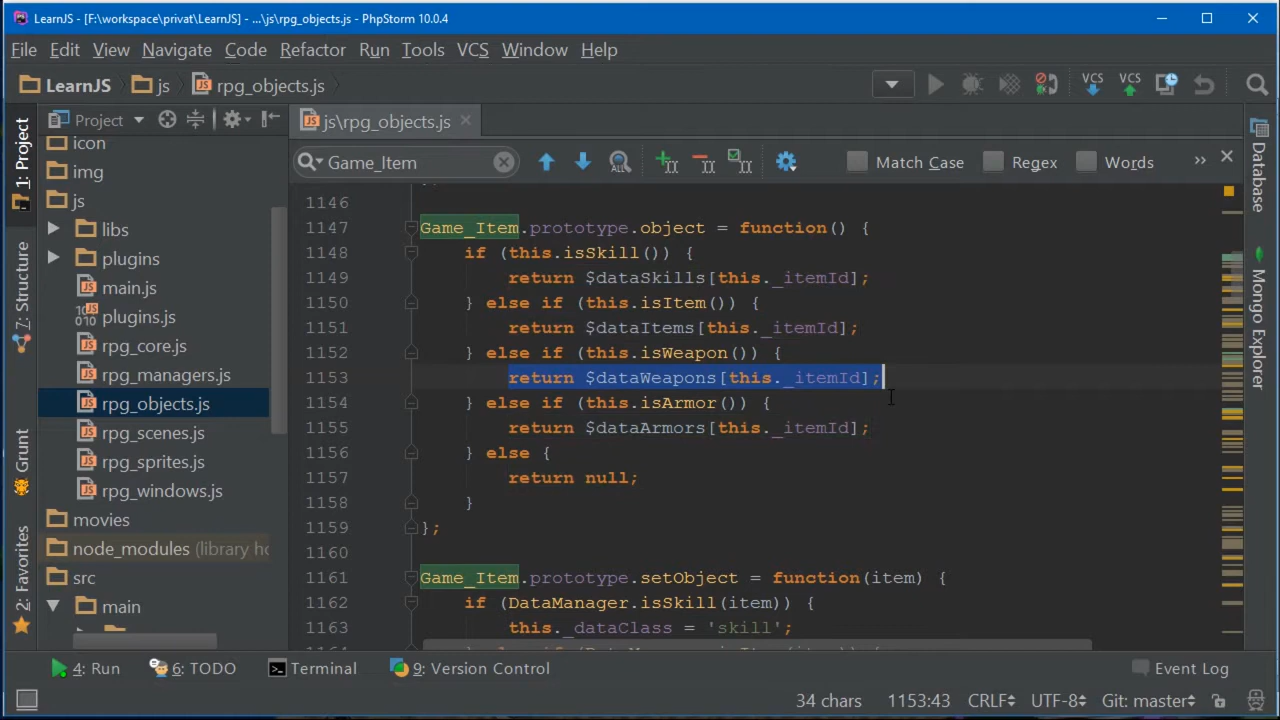 LearnJS - [F:\workspace\privat\LearnJS] - ...\js\rpg_objects.js - PhpStorm 10.0.4
File Edit View Navigate Code Refactor Run Tools VCS Window Help
LearnJS js rpg_objects.js VCS VCS
1: Project
7: Structure
Grunt
2: Favorites
Project
icon
img
js
libs
plugins
main.js
plugins.js
rpg_core.js
rpg_managers.js
rpg_objects.js
rpg_scenes.js
rpg_sprites.js
rpg_windows.js
movies
node_modules (library ho
src
main
js\rpg_objects.js
Game_Item ALL Match Case Regex Words »
1146
1147 Game_Item.prototype.object = function() {
1148 if (this.isSkill()) {
1149 return $dataSkills[this._itemId];
1150 } else if (this.isItem()) {
1151 return $dataItems[this._itemId];
1152 } else if (this.isWeapon()) {
1153 return $dataWeapons[this._itemId];
1154 } else if (this.isArmor()) {
1155 return $dataArmors[this._itemId];
1156 } else {
1157 return null;
1158 }
1159 };
1160
1161 Game_Item.prototype.setObject = function(item) {
1162 if (DataManager.isSkill(item)) {
1163 this._dataClass = 'skill';
Database
Mongo Explorer
4: Run 6: TODO Terminal 9: Version Control Event Log
34 chars 1153:43 CRLF UTF-8 Git: master